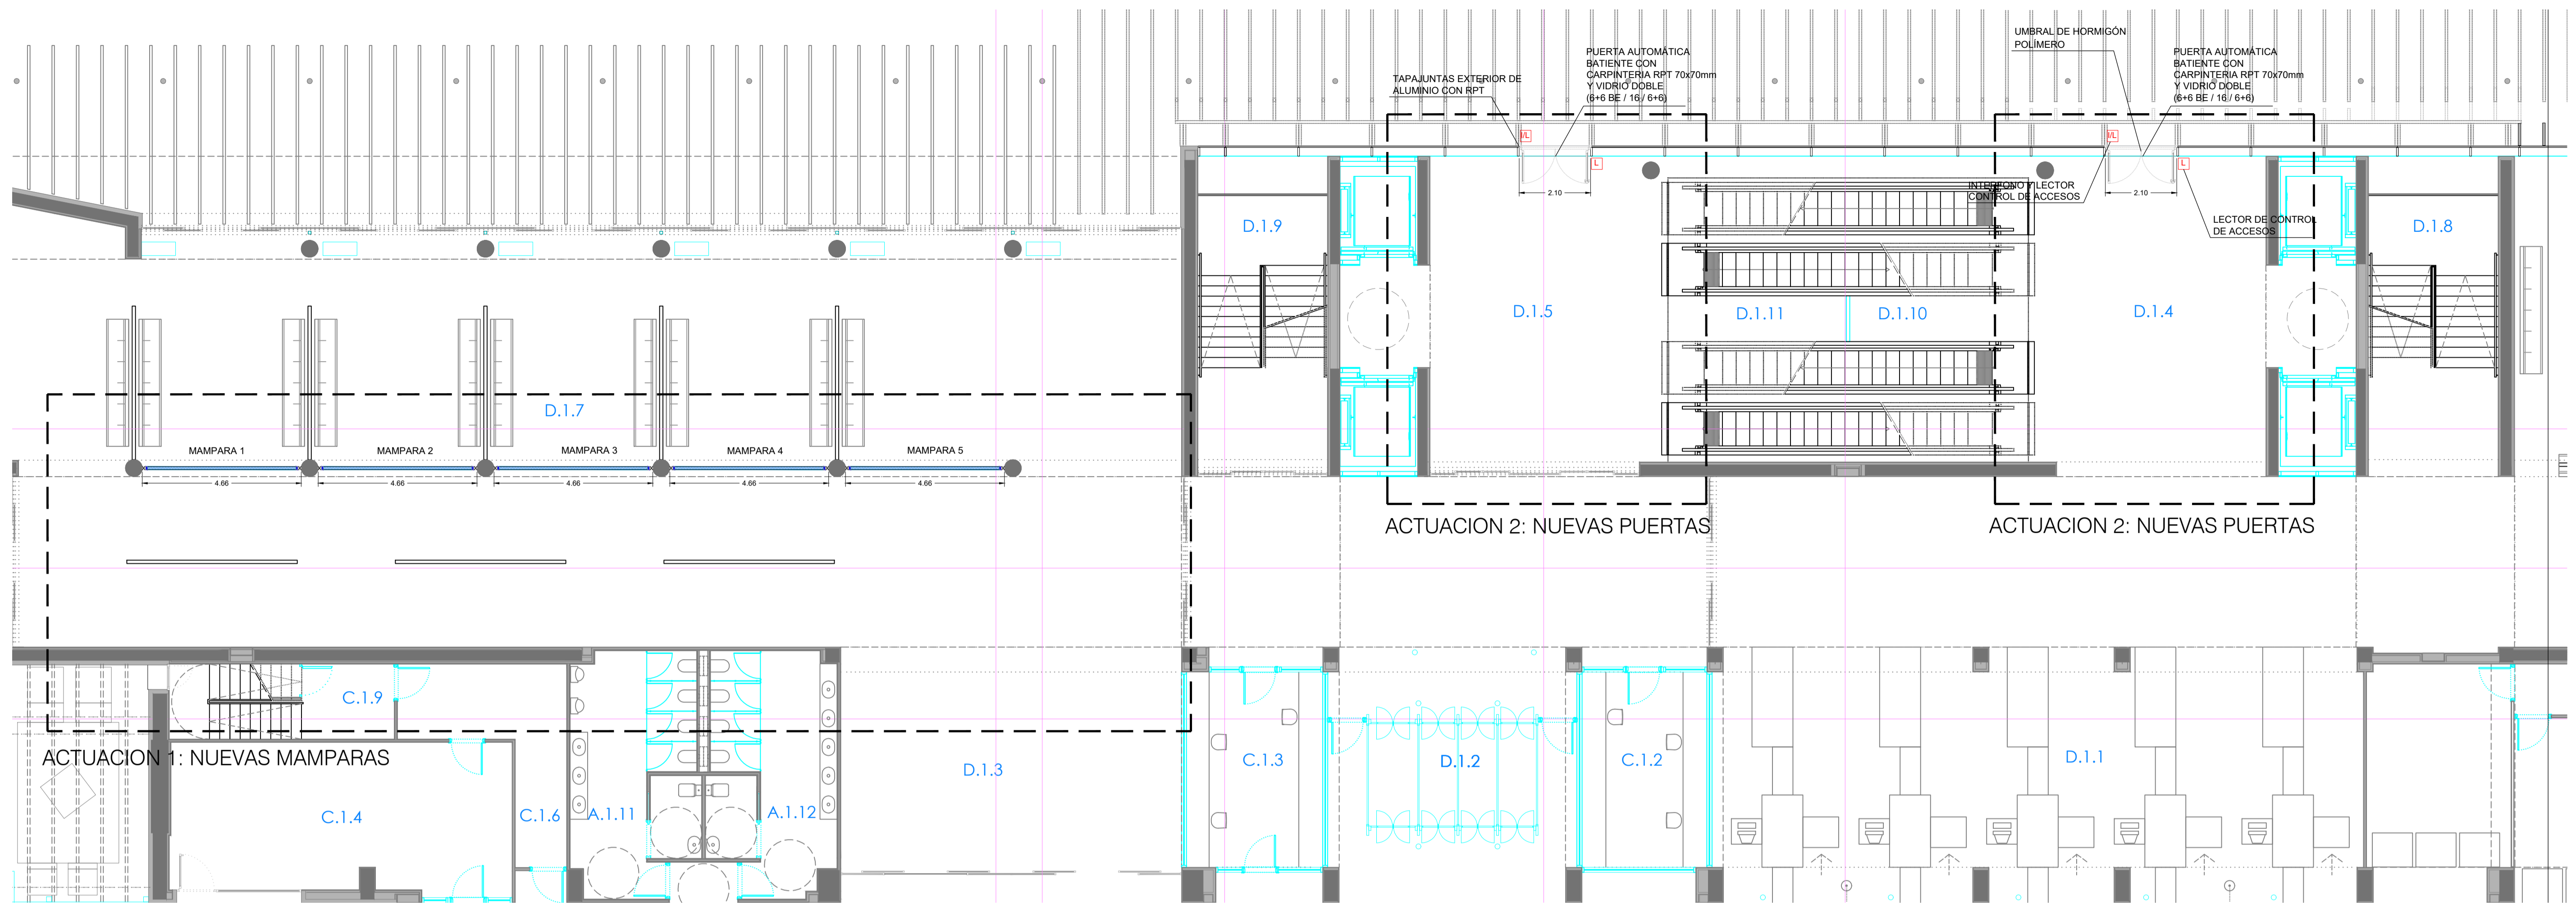 UMBRAL DE HORMIGÓN
POLÍMERO
PUERTA AUTOMÁTICA
BATIENTE CON
CARPINTERIA RPT 70x70mm
Y VIDRIO DOBLE
(6+6 BE / 16 / 6+6)
PUERTA AUTOMÁTICA
BATIENTE CON
CARPINTERIA RPT 70x70mm
Y VIDRIO DOBLE
(6+6 BE / 16 / 6+6)
TAPAJUNTAS EXTERIOR DE
ALUMINIO CON RPT
I/L
L
I/L
L
2.10
2.10
INTERFONO Y LECTOR
CONTROL DE ACCESOS
LECTOR DE CONTROL
DE ACCESOS
D.1.9
D.1.8
D.1.5
D.1.11
D.1.10
D.1.4
D.1.7
MAMPARA 1
MAMPARA 2
MAMPARA 3
MAMPARA 4
MAMPARA 5
4.66
4.66
4.66
4.66
4.66
ACTUACION 2: NUEVAS PUERTAS
ACTUACION 2: NUEVAS PUERTAS
C.1.9
ACTUACION 1: NUEVAS MAMPARAS
D.1.3
C.1.3
D.1.2
C.1.2
D.1.1
C.1.4
C.1.6
A.1.11
A.1.12